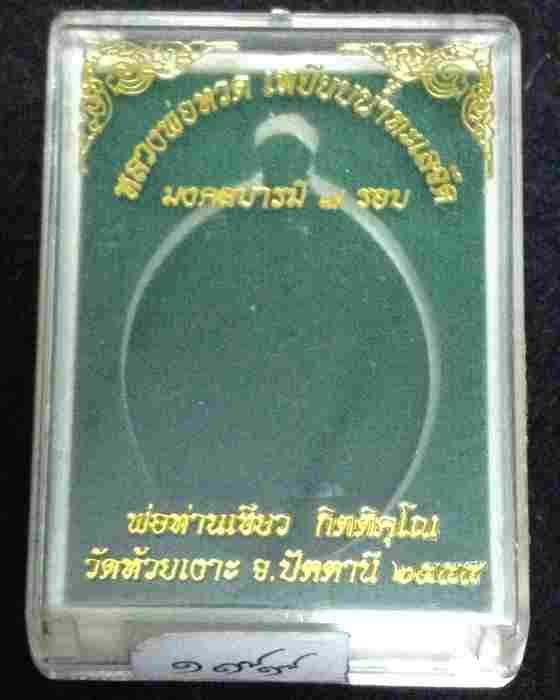 หลวงพ่อทวด เหยียบน้ำทะเลจืด
มงคลบารมี ๗ รอบ
พ่อท่านเขียว กิตติคุโณ
วัดห้วยเงาะ จ.ปัตตานี ๒๕๕๕
๑๙๙